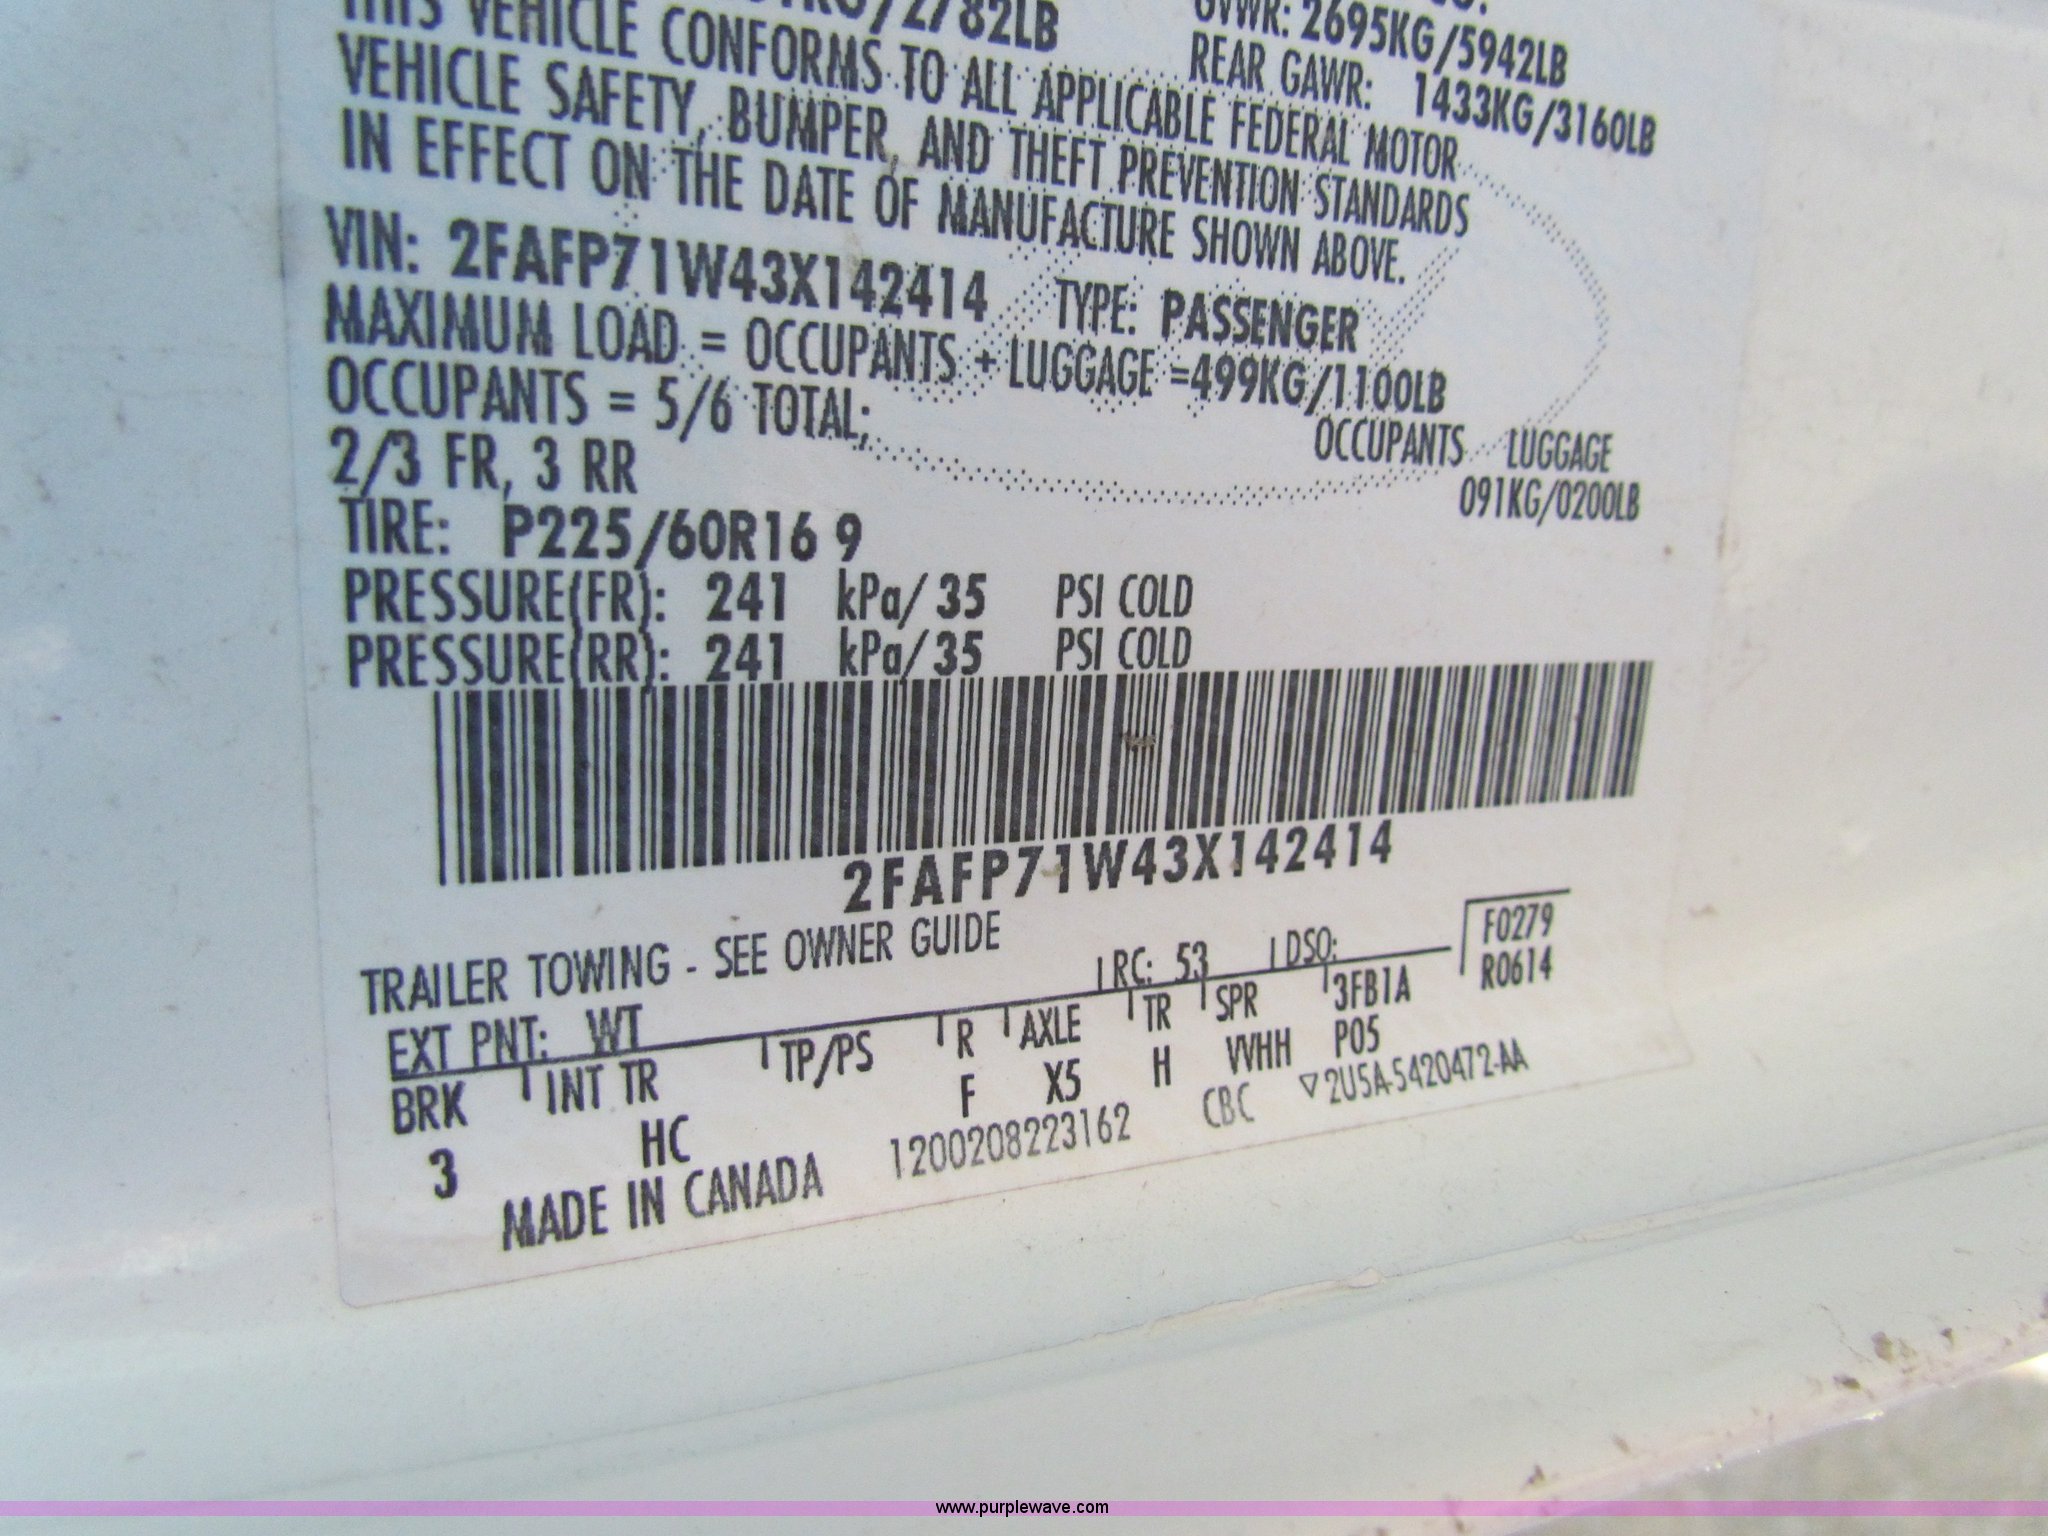 /2782LB
GVWR: 2695KG/5942LB
THIS VEHICLE CONFORMS TO ALL APPLICABLE FEDERAL MOTOR
REAR GAWR: 1433KG/3160LB
VEHICLE SAFETY, BUMPER, AND THEFT PREVENTION STANDARDS
IN EFFECT ON THE DATE OF MANUFACTURE SHOWN ABOVE.
VIN: 2FAFP71W43X142414 TYPE: PASSENGER
MAXIMUM LOAD = OCCUPANTS + LUGGAGE =499KG/1100LB
OCCUPANTS = 5/6 TOTAL; OCCUPANTS LUGGAGE
2/3 FR, 3 RR 091KG/0200LB
TIRE: P225/60R16 9
PRESSURE(FR): 241 kPa/ 35 PSI COLD
PRESSURE(RR): 241 kPa/ 35 PSI COLD
2FAFP71W43X142414
TRAILER TOWING - SEE OWNER GUIDE
EXT PNT: WT RC: 53 DSO: F0279
R0614
BRK INT TR TP/PS R AXLE TR SPR 3FB1A
3 HC F X5 H VVHH P05
MADE IN CANADA 1200208223162 CBC ▽2U5A-5420472-AA
www.purplewave.com